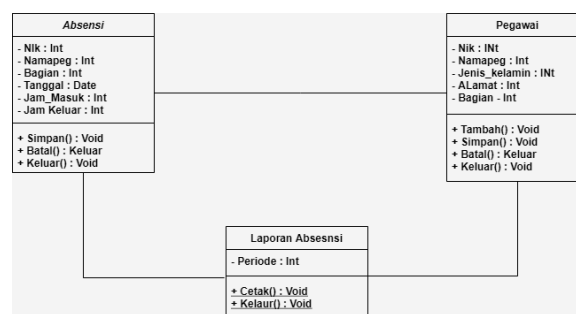 Absensi
- NIk : Int
- Namapeg : Int
- Bagian : Int
- Tanggal : Date
- Jam_Masuk : Int
- Jam Keluar : Int
+ Simpan() : Void
+ Batal() : Keluar
+ Keluar() : Void
Pegawai
- Nik : INt
- Namapeg : Int
- Jenis_kelamin : INt
- ALamat : Int
- Bagian - Int
+ Tambah() : Void
+ Simpan() : Void
+ Batal() : Keluar
+ Keluar() : Void
Laporan Absesnsi
- Periode : Int
+ Cetak() : Void
+ Kelaur() : Void